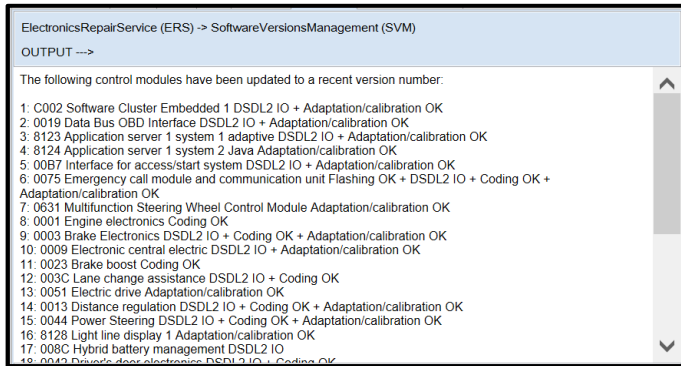 ElectronicsRepairService (ERS) -> SoftwareVersionsManagement (SVM)
OUTPUT --->
The following control modules have been updated to a recent version number:
1: C002 Software Cluster Embedded 1 DSDL2 IO + Adaptation/calibration OK
2: 0019 Data Bus OBD Interface DSDL2 IO + Adaptation/calibration OK
3: 8123 Application server 1 system 1 adaptive DSDL2 IO + Adaptation/calibration OK
4: 8124 Application server 1 system 2 Java Adaptation/calibration OK
5: 00B7 Interface for access/start system DSDL2 IO + Adaptation/calibration OK
6: 0075 Emergency call module and communication unit Flashing OK + DSDL2 IO + Coding OK +
Adaptation/calibration OK
7: 0631 Multifunction Steering Wheel Control Module Adaptation/calibration OK
8: 0001 Engine electronics Coding OK
9: 0003 Brake Electronics DSDL2 IO + Coding OK + Adaptation/calibration OK
10: 0009 Electronic central electric DSDL2 IO + Adaptation/calibration OK
11: 0023 Brake boost Coding OK
12: 003C Lane change assistance DSDL2 IO + Coding OK
13: 0051 Electric drive Adaptation/calibration OK
14: 0013 Distance regulation DSDL2 IO + Coding OK + Adaptation/calibration OK
15: 0044 Power Steering DSDL2 IO + Coding OK + Adaptation/calibration OK
16: 8128 Light line display 1 Adaptation/calibration OK
17: 008C Hybrid battery management DSDL2 IO
18: 0042 Driver's door electronics DSDL2 IO + Coding OK